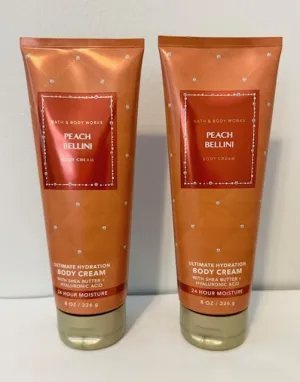 BATH & BODY WORKS
PEACH
BELLINI
BODY CREAM
ULTIMATE HYDRATION
BODY CREAM
WITH SHEA BUTTER +
HYALURONIC ACID
24 HOUR MOISTURE
8 OZ / 226 g
BATH & BODY WORKS
PEACH
BELLINI
BODY CREAM
ULTIMATE HYDRATION
BODY CREAM
WITH SHEA BUTTER +
HYALURONIC ACID
24 HOUR MOISTURE
8 OZ / 226 g